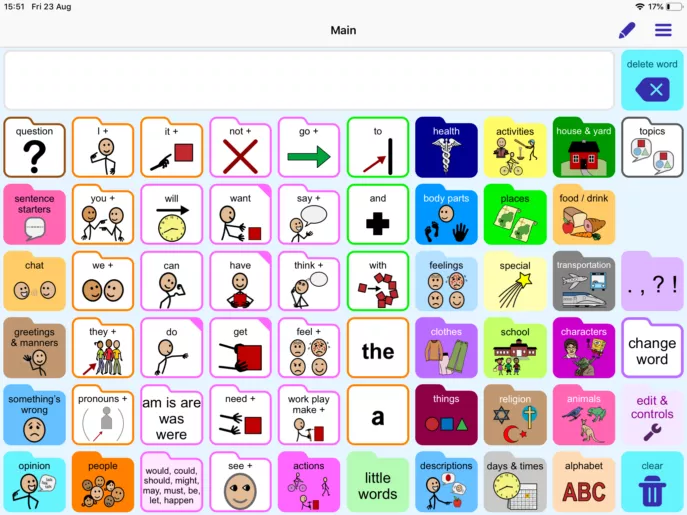 15:51 Fri 23 Aug
17%
Main
delete word
question
I +
it +
not +
go +
to
health
activities
house & yard
topics
sentence
starters
you +
will
want
say +
and
body parts
places
food / drink
chat
we +
can
have
think +
with
feelings
special
transportation
. , ? !
greetings
& manners
they +
do
get
feel +
the
clothes
school
characters
change
word
something's
wrong
pronouns +
am is are
was
were
need +
work play
make +
a
things
religion
animals
edit &
controls
opinion
people
would, could,
should, might,
may, must, be,
let, happen
see +
actions
little
words
descriptions
days & times
alphabet
ABC
clear